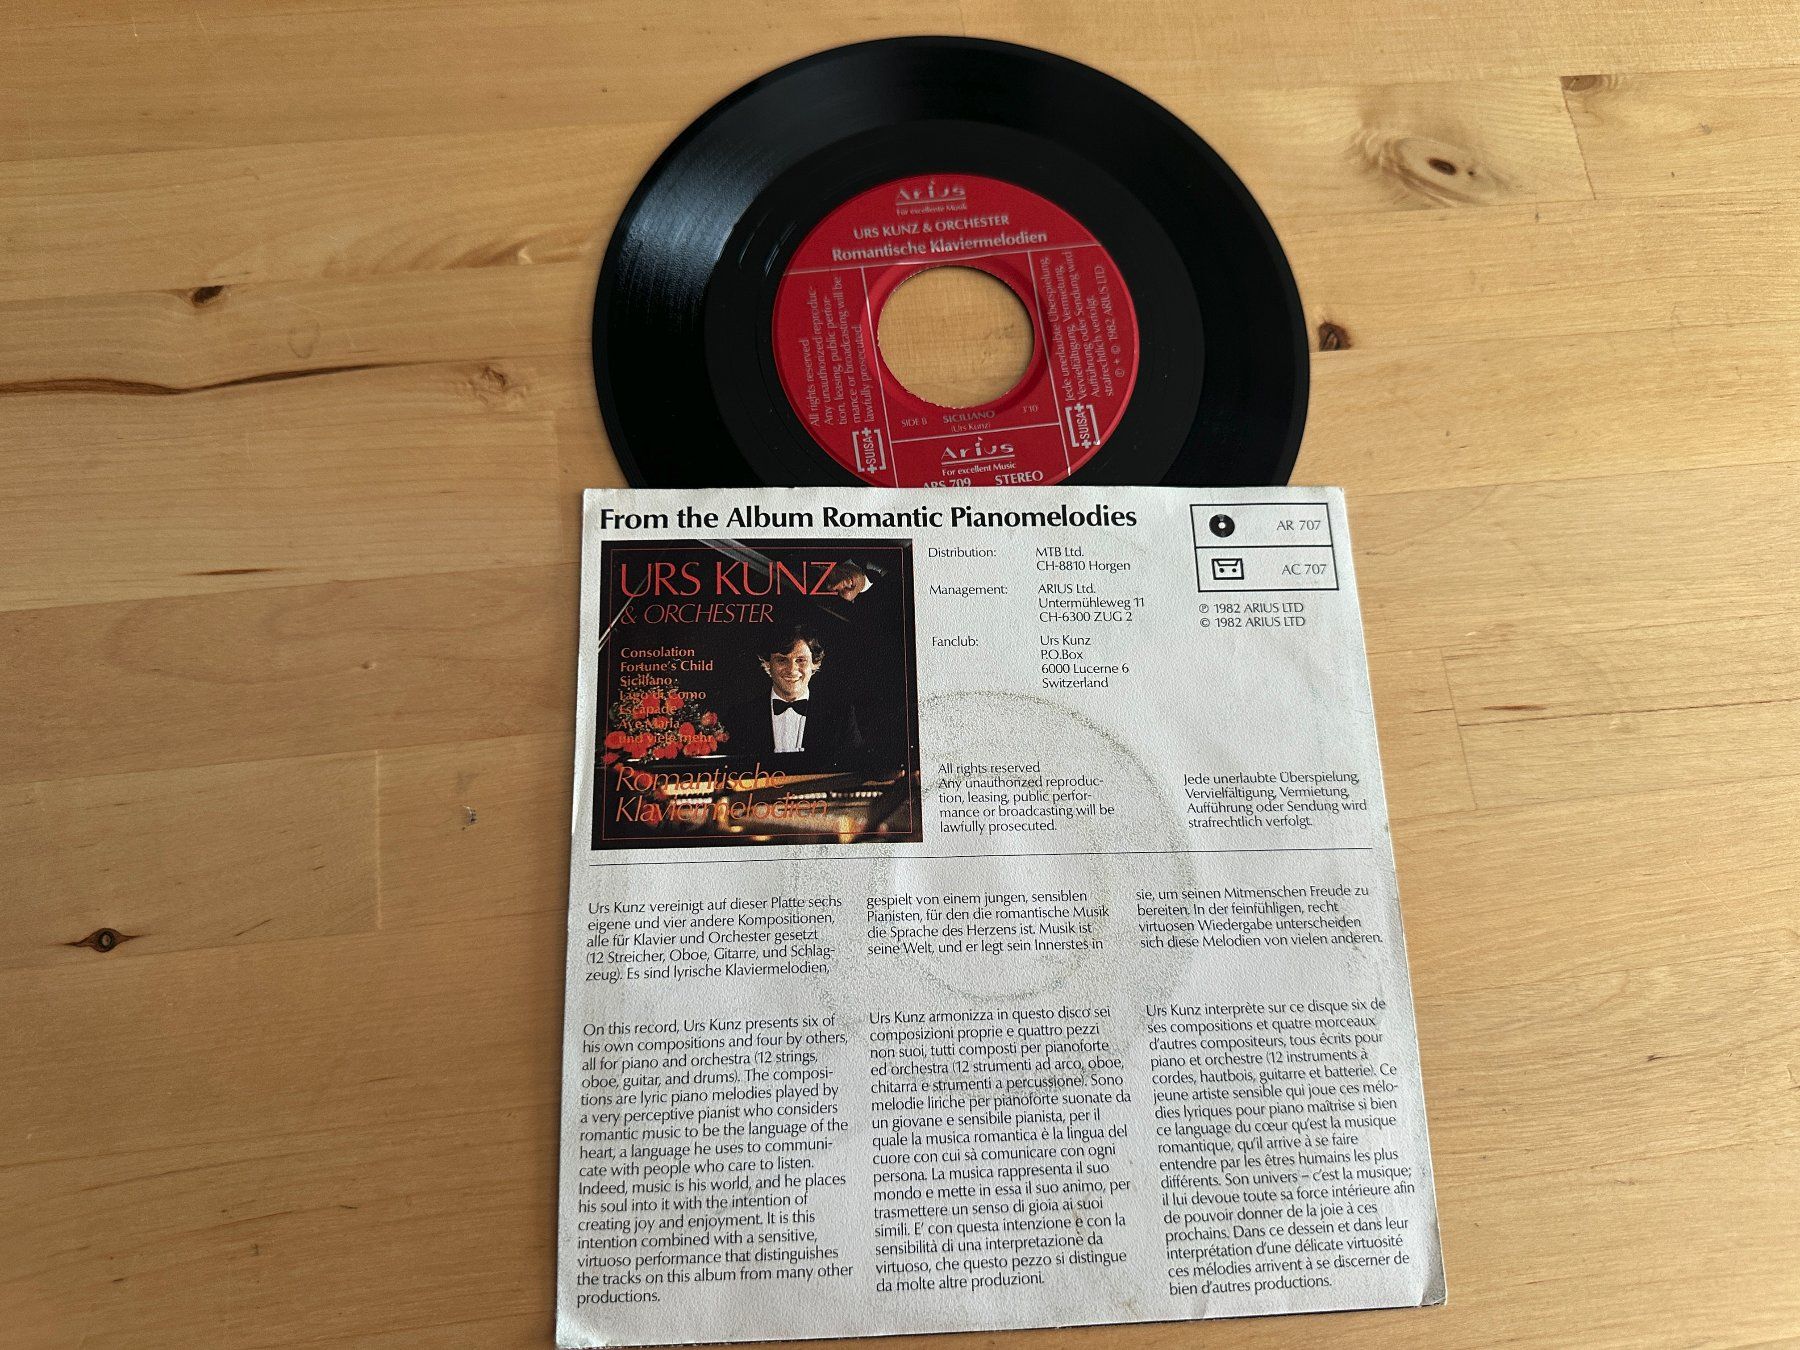 Arius
Für excellente Musik
URS KUNZ & ORCHESTER
Romantische Klaviermelodien
All rights reserved.
Any unauthorized reproduc-
tion, leasing, public perfor-
mance or broadcasting will be
lawfully prosecuted.
Jede unerlaubte Überspielung,
Vervielfältigung, Vermietung,
Aufführung oder Sendung wird
strafrechtlich verfolgt.
℗ + © 1982 ARIUS LTD.
SUISA
SIDE B SICILIANO 3'10
(Urs Kunz)
SUISA
Arius
For excellent Music
ARS 709 STEREO
From the Album Romantic Pianomelodies
URS KUNZ
& ORCHESTER
Consolation
Fortune's Child
Siciliano
Lago di Como
Escapade
Ave Maria
und viele mehr
Romantische
Klaviermelodien
Distribution: MTB Ltd.
CH-8810 Horgen
Management: ARIUS Ltd.
Untermühleweg 11
CH-6300 ZUG 2
Fanclub: Urs Kunz
P.O.Box
6000 Lucerne 6
Switzerland
AR 707
AC 707
℗ 1982 ARIUS LTD
© 1982 ARIUS LTD
All rights reserved
Any unauthorized reproduc-
tion, leasing, public perfor-
mance or broadcasting will be
lawfully prosecuted.
Jede unerlaubte Überspielung,
Vervielfältigung, Vermietung,
Aufführung oder Sendung wird
strafrechtlich verfolgt.
Urs Kunz vereinigt auf dieser Platte sechs
eigene und vier andere Kompositionen,
alle für Klavier und Orchester gesetzt
(12 Streicher, Oboe, Gitarre, und Schlag-
zeug). Es sind lyrische Klaviermelodien,
gespielt von einem jungen, sensiblen
Pianisten, für den die romantische Musik
die Sprache des Herzens ist. Musik ist
seine Welt, und er legt sein Innerstes in
sie, um seinen Mitmenschen Freude zu
bereiten. In der feinfühligen, recht
virtuosen Wiedergabe unterscheiden
sich diese Melodien von vielen anderen.
On this record, Urs Kunz presents six of
his own compositions and four by others,
all for piano and orchestra (12 strings,
oboe, guitar, and drums). The composi-
tions are lyric piano melodies played by
a very perceptive pianist who considers
romantic music to be the language of the
heart, a language he uses to communi-
cate with people who care to listen.
Indeed, music is his world, and he places
his soul into it with the intention of
creating joy and enjoyment. It is this
intention combined with a sensitive,
virtuoso performance that distinguishes
the tracks on this album from many other
productions.
Urs Kunz armonizza in questo disco sei
composizioni proprie e quattro pezzi
non suoi, tutti composti per pianoforte
ed orchestra (12 strumenti ad arco, oboe,
chitarra e strumenti a percussione). Sono
melodie liriche per pianoforte suonate da
un giovane e sensibile pianista, per il
quale la musica romantica è la lingua del
cuore con cui sà comunicare con ogni
persona. La musica rappresenta il suo
mondo e mette in essa il suo animo, per
trasmettere un senso di gioia ai suoi
simili. E' con questa intenzione e con la
sensibilità di una interpretazione da
virtuoso, che questo pezzo si distingue
da molte altre produzioni.
Urs Kunz interprète sur ce disque six de
ses compositions et quatre morceaux
d'autres compositeurs, tous écrits pour
piano et orchestre (12 instruments à
cordes, hautbois, guitare et batterie). Ce
jeune artiste sensible qui joue ces mélo-
dies lyriques pour piano maîtrise si bien
ce language du cœur qu'est la musique
romantique, qu'il arrive à se faire
entendre par les êtres humains les plus
différents. Son univers – c'est la musique;
il lui devoue toute sa force intérieure afin
de pouvoir donner de la joie à ces
prochains. Dans ce dessein et dans leur
interprétation d'une délicate virtuosité
ces mélodies arrivent à se discerner de
bien d'autres productions.